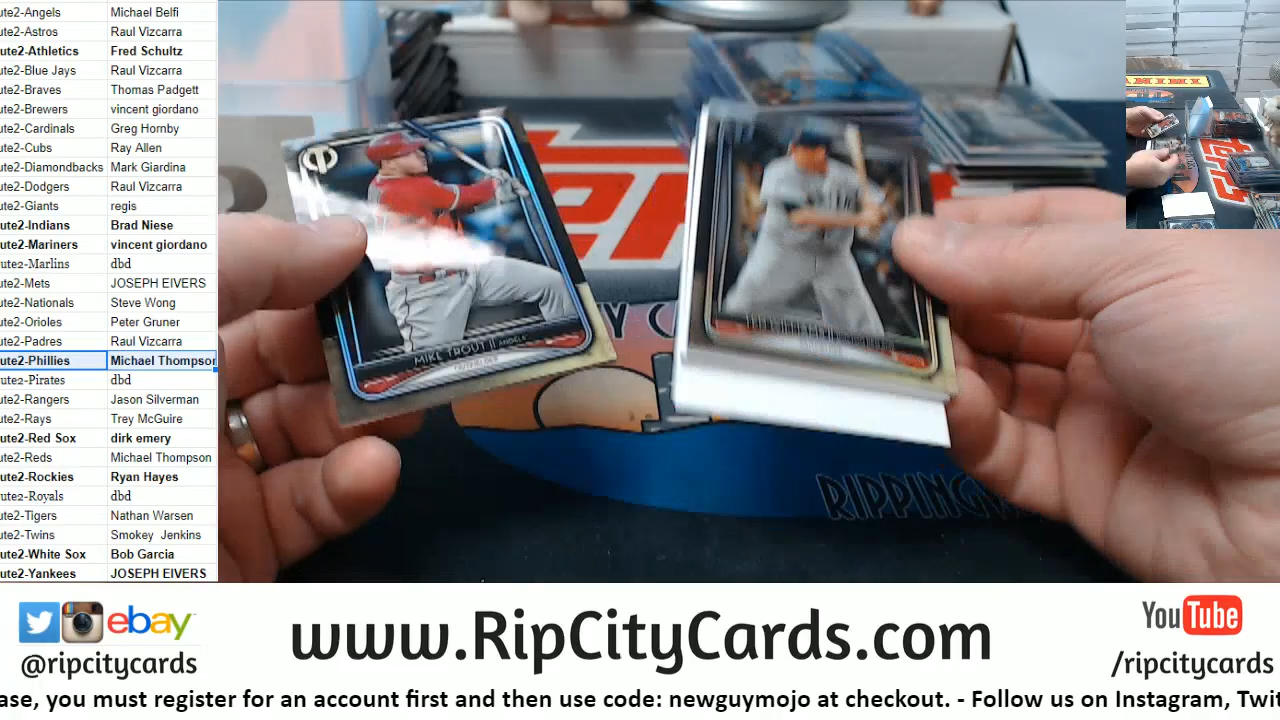 ute2-Angels Michael Belfi
ute2-Astros Raul Vizcarra
ute2-Athletics Fred Schultz
ute2-Blue Jays Raul Vizcarra
ute2-Braves Thomas Padgett
ute2-Brewers vincent giordano
ute2-Cardinals Greg Hornby
ute2-Cubs Ray Allen
ute2-Diamondbacks Mark Giardina
ute2-Dodgers Raul Vizcarra
ute2-Giants regis
ute2-Indians Brad Niese
ute2-Mariners vincent giordano
ute2-Marlins dbd
ute2-Mets JOSEPH EIVERS
ute2-Nationals Steve Wong
ute2-Orioles Peter Gruner
ute2-Padres Raul Vizcarra
ute2-Phillies Michael Thompson
ute2-Pirates dbd
ute2-Rangers Jason Silverman
ute2-Rays Trey McGuire
ute2-Red Sox dirk emery
ute2-Reds Michael Thompson
ute2-Rockies Ryan Hayes
ute2-Royals dbd
ute2-Tigers Nathan Warsen
ute2-Twins Smokey Jenkins
ute2-White Sox Bob Garcia
ute2-Yankees JOSEPH EIVERS
MIKE TROUT II ANGELS
OUTFIELDER
Y C
RIPPING
PANINI
ebay
@ripcitycards
www.RipCityCards.com
YouTube
/ripcitycards
ase, you must register for an account first and then use code: newguymojo at checkout. - Follow us on Instagram, Twit